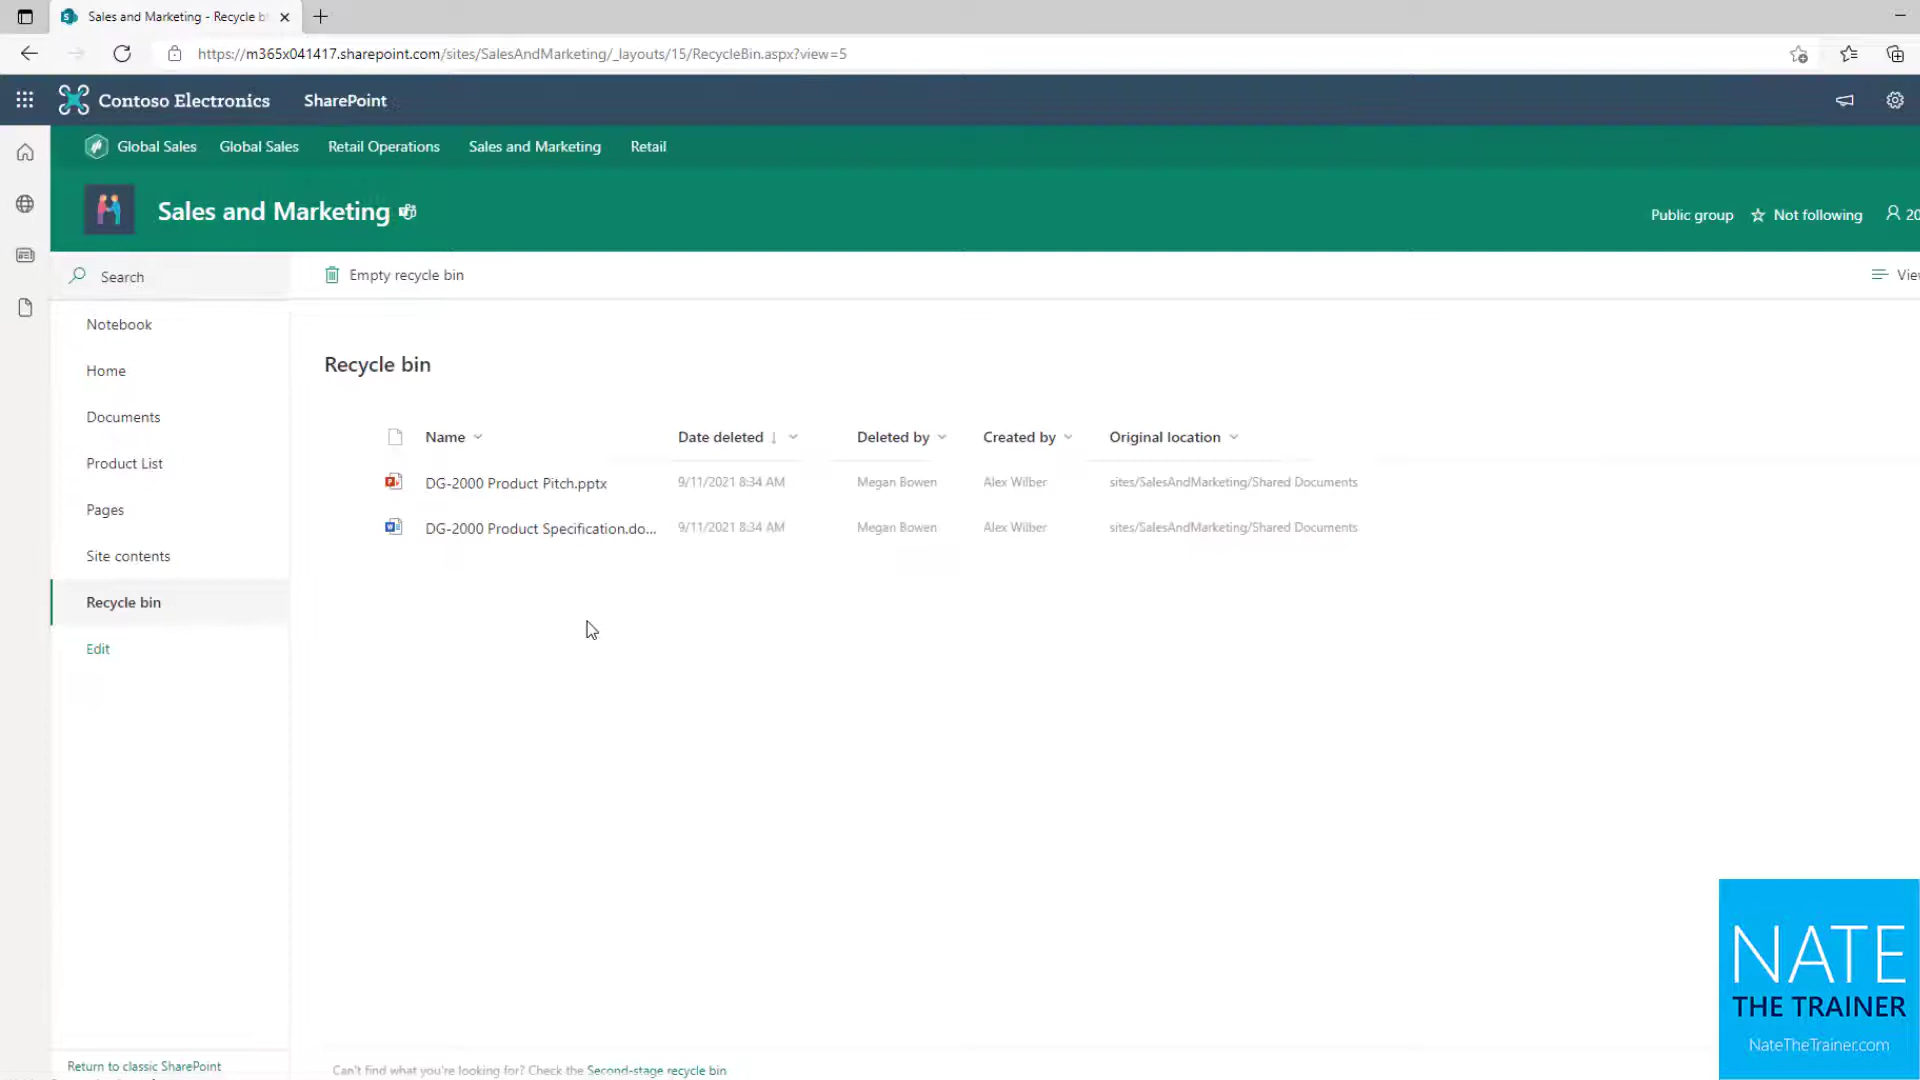 Sales and Marketing - Recycle b
https://m365x041417.sharepoint.com/sites/SalesAndMarketing/_layouts/15/RecycleBin.aspx?view=5
Contoso Electronics SharePoint
Global Sales Global Sales Retail Operations Sales and Marketing Retail
Sales and Marketing
Public group Not following 20
Search
Empty recycle bin
Vie
Notebook
Home
Documents
Product List
Pages
Site contents
Recycle bin
Edit
Recycle bin
Name Date deleted Deleted by Created by Original location
DG-2000 Product Pitch.pptx 9/11/2021 8:34 AM Megan Bowen Alex Wilber sites/SalesAndMarketing/Shared Documents
DG-2000 Product Specification.do... 9/11/2021 8:34 AM Megan Bowen Alex Wilber sites/SalesAndMarketing/Shared Documents
NATE
THE TRAINER
NateTheTrainer.com
Return to classic SharePoint
Can't find what you're looking for? Check the Second-stage recycle bin